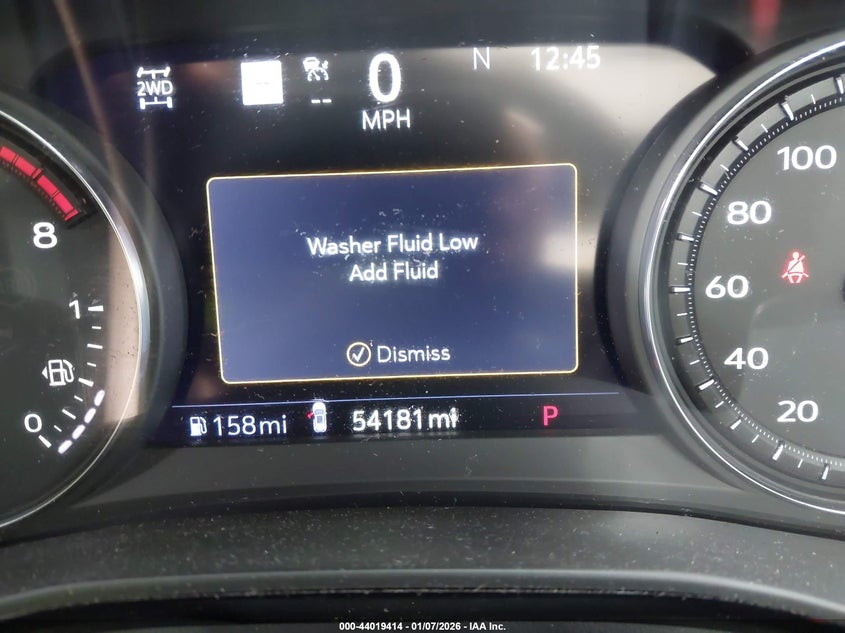 2WD
--
0
MPH
N
12:45
8
1
0
Washer Fluid Low
Add Fluid
Dismiss
158mi
54181mi
P
100
80
60
40
20
000-44019414 - 01/07/2026 - IAA Inc.